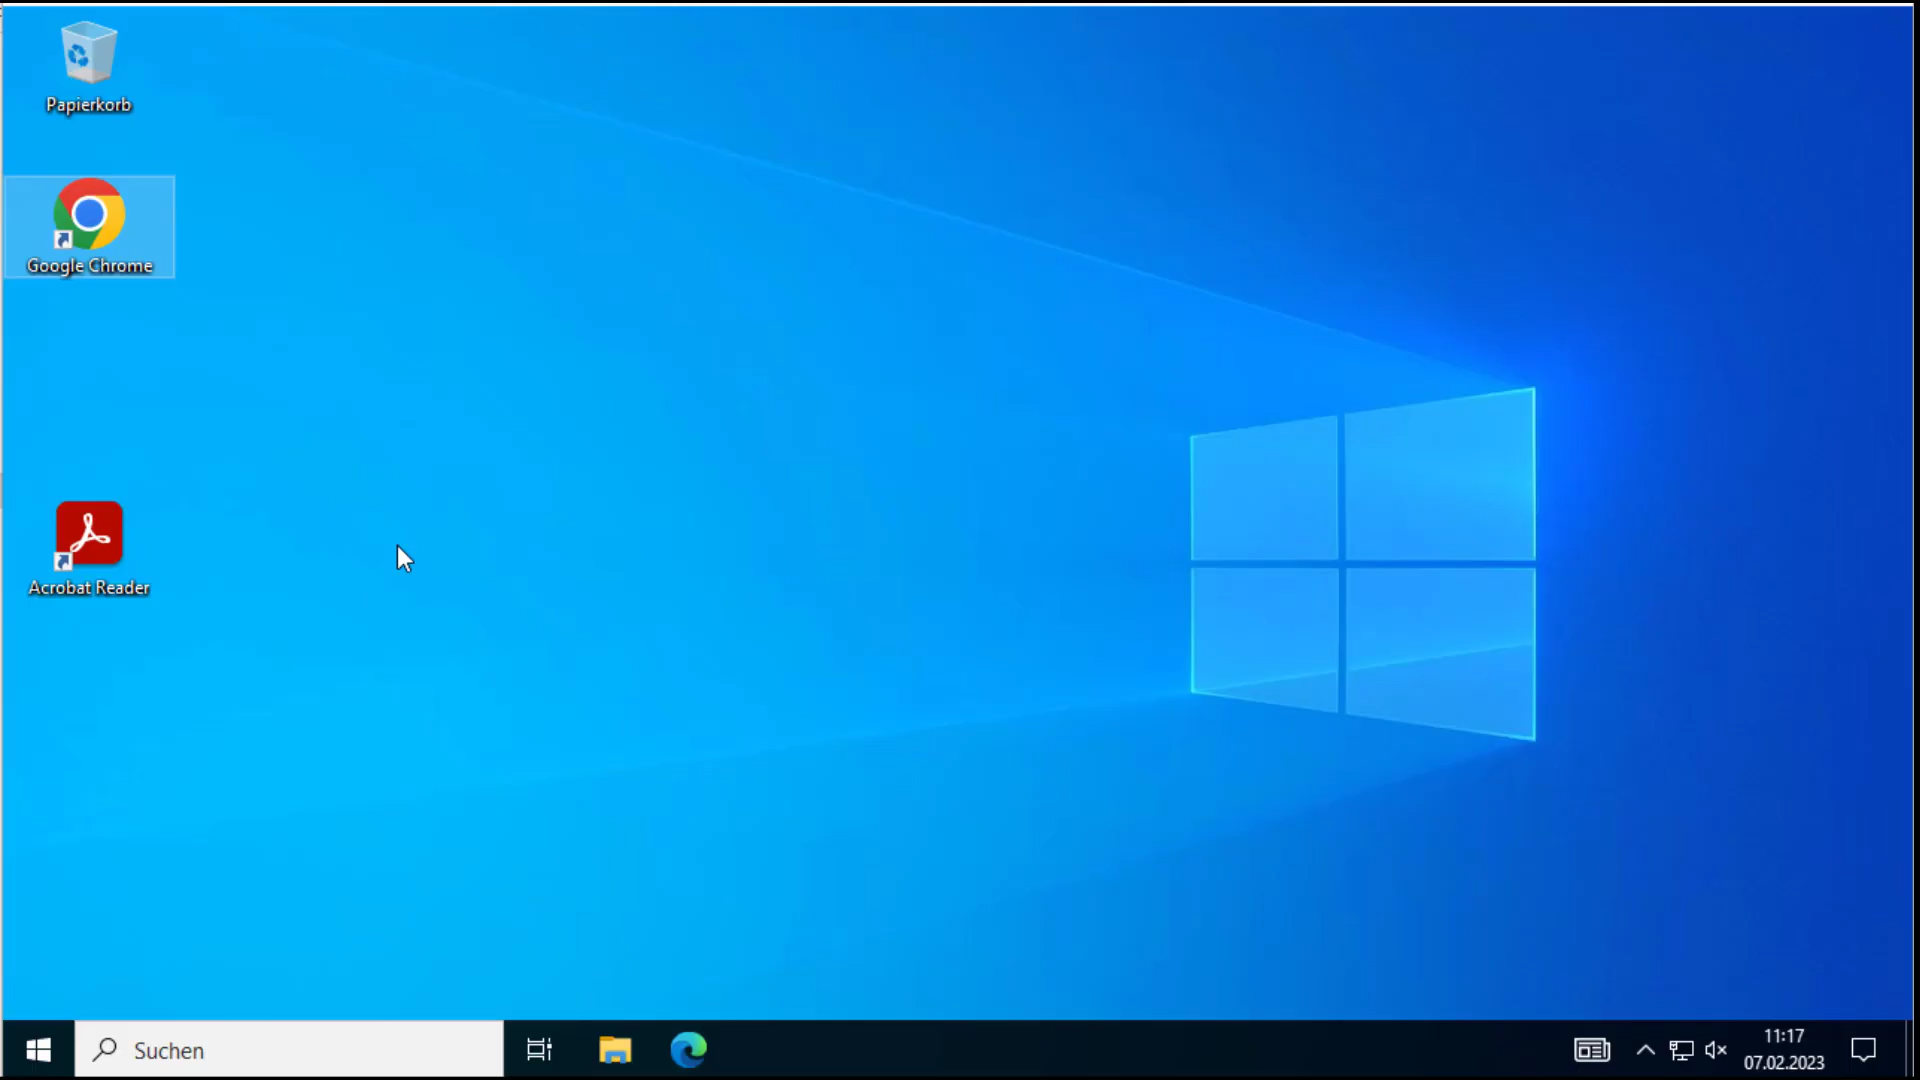 Papierkorb
Google Chrome
Acrobat Reader
Suchen
11:17
07.02.2023